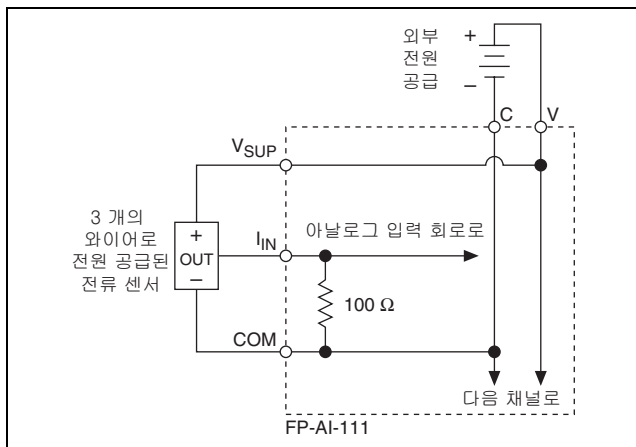 외부
전원
공급
+
–
C
V
V_SUP
3 개의
와이어로
전원 공급된
전류 센서
+
OUT
–
I_IN
아날로그 입력 회로로
100 Ω
COM
다음 채널로
FP-AI-111